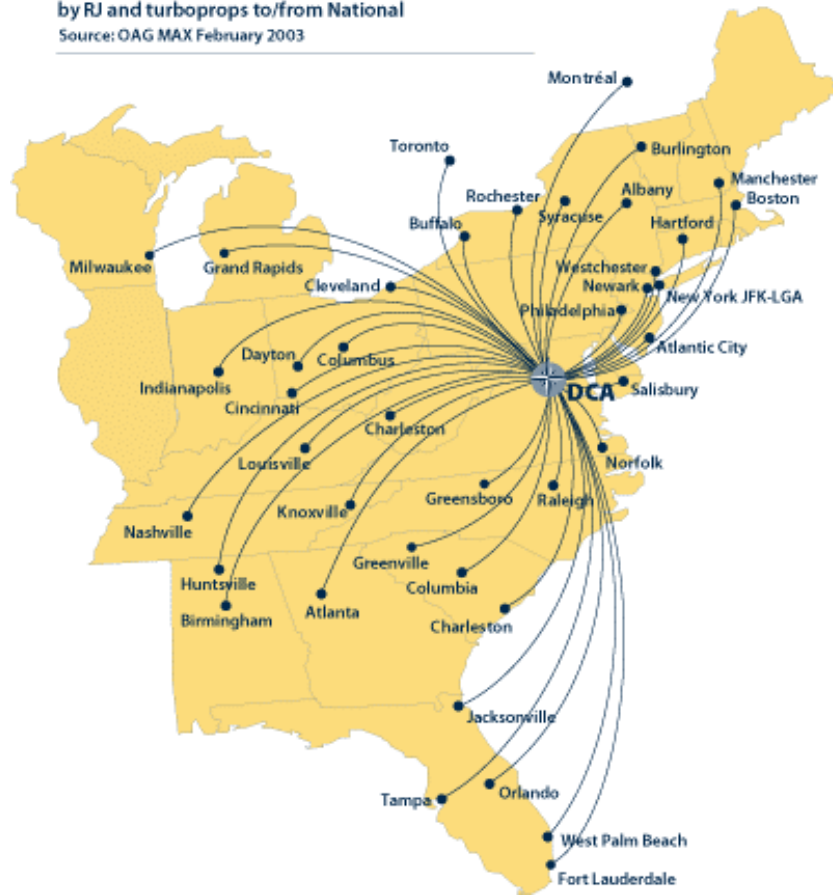 by RJ and turboprops to/from National
Source: OAG MAX February 2003
Montréal
Toronto
Burlington
Manchester
Albany
Rochester
Boston
Syracuse
Buffalo
Hartford
Milwaukee
Grand Rapids
Westchester
Cleveland
Newark
New York JFK-LGA
Philadelphia
Atlantic City
Dayton
Columbus
Indianapolis
DCA
Salisbury
Cincinnati
Charleston
Louisville
Norfolk
Greensboro
Raleigh
Knoxville
Nashville
Greenville
Huntsville
Columbia
Atlanta
Birmingham
Charleston
Jacksonville
Orlando
Tampa
West Palm Beach
Fort Lauderdale